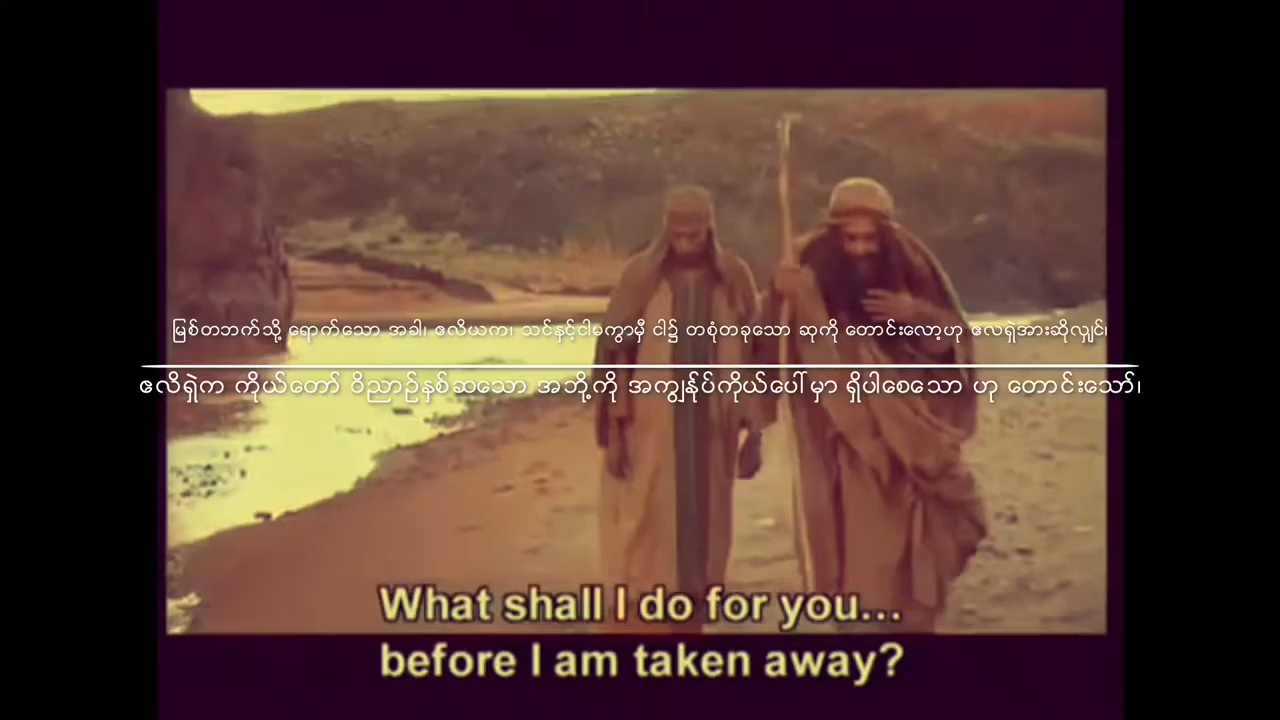 မြစ်တဘက်သို့ ရောက်သော အခါ၊ ဧလိယက၊ သင်နှင့်ငါမကွာမှီ ငါ၌ တစုံတခုသော ဆုကို တောင်းလော့ဟု ဧလရှဲအားဆိုလျှင်၊
ဧလိရှဲက ကိုယ်တော် ဝိညာဉ်နှစ်ဆသော အဘို့ကို အကျွန်ုပ်ကိုယ်ပေါ်မှာ ရှိပါစေသော ဟု တောင်းသော်၊
What shall I do for you...
before I am taken away?